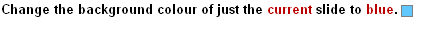 Change the background colour of just the current slide to blue.